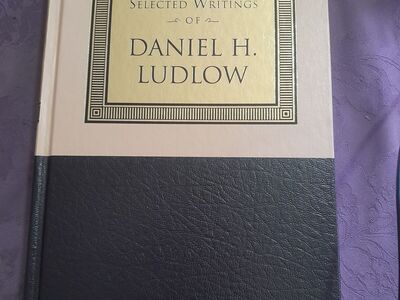 SELECTED WRITINGS
OF
DANIEL H.
LUDLOW